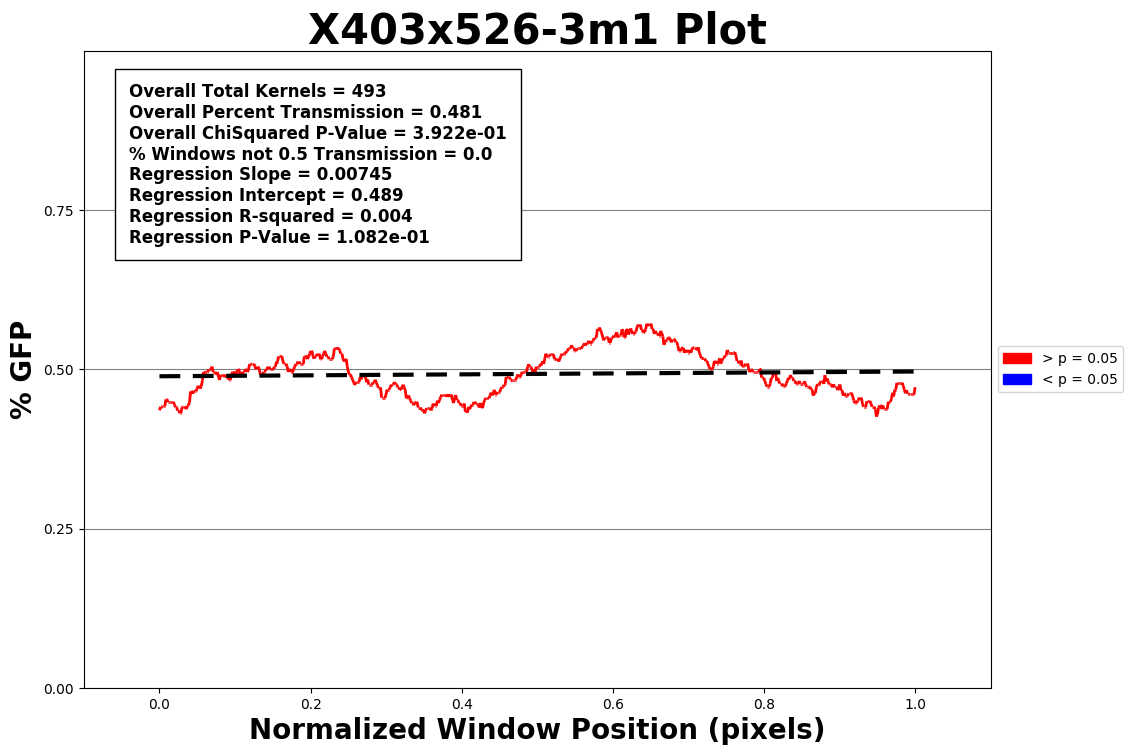 X403x526-3m1 Plot
Overall Total Kernels = 493
Overall Percent Transmission = 0.481
Overall ChiSquared P-Value = 3.922e-01
% Windows not 0.5 Transmission = 0.0
Regression Slope = 0.00745
Regression Intercept = 0.489
Regression R-squared = 0.004
Regression P-Value = 1.082e-01
% GFP
0.75
0.50
0.25
0.00
> p = 0.05
< p = 0.05
0.0 0.2 0.4 0.6 0.8 1.0
Normalized Window Position (pixels)